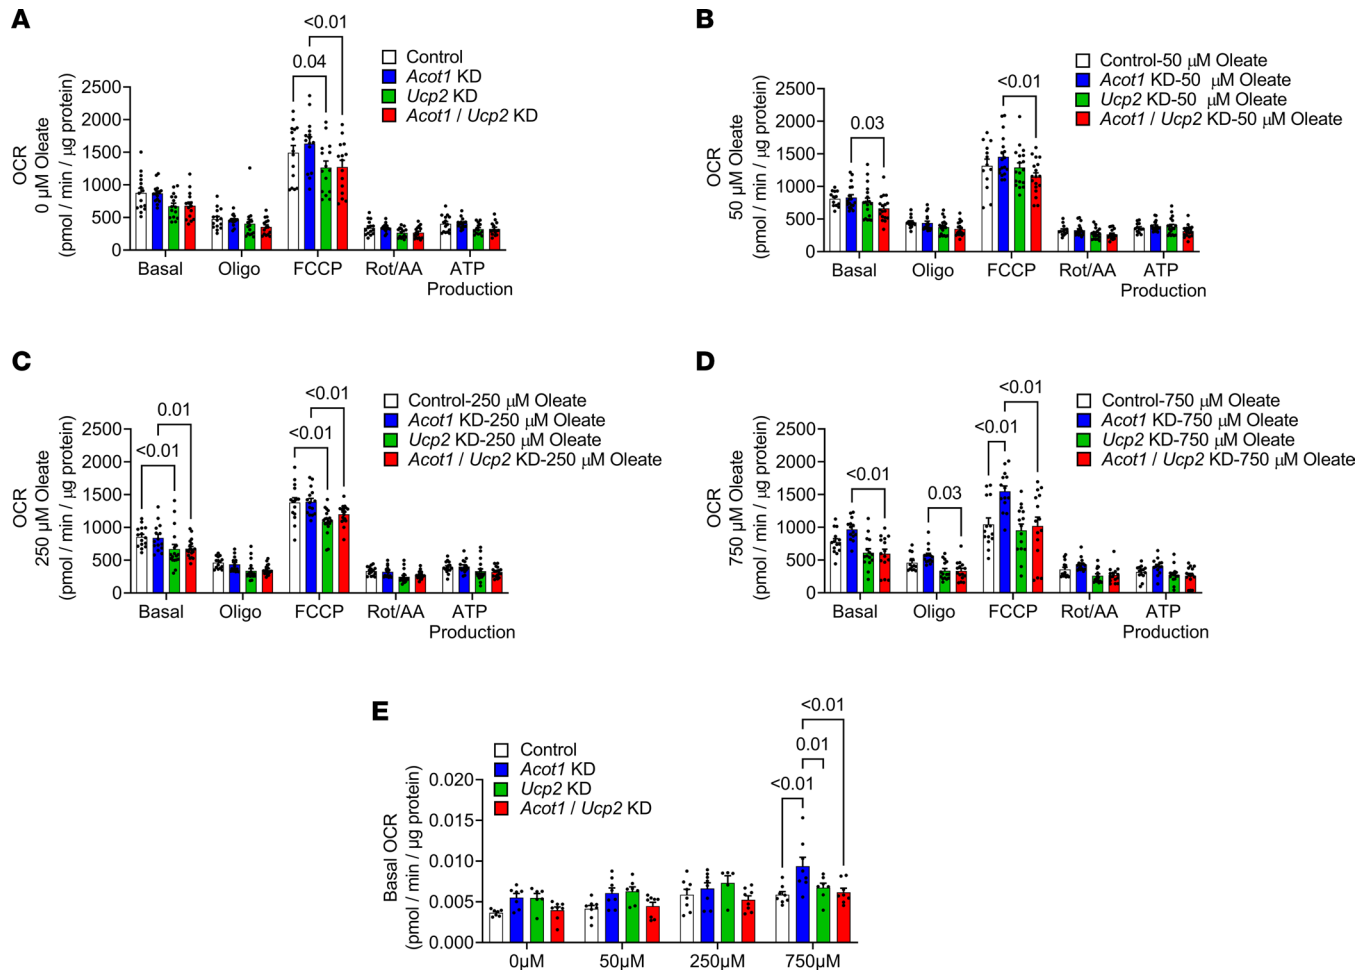 A
<0.01
0.04
Control
Acot1 KD
Ucp2 KD
Acot1 / Ucp2 KD
OCR
0 μM Oleate
(pmol / min / μg protein)
2500
2000
1500
1000
500
0
Basal Oligo FCCP Rot/AA ATP
Production
B
<0.01
0.03
Control-50 μM Oleate
Acot1 KD-50 μM Oleate
Ucp2 KD-50 μM Oleate
Acot1 / Ucp2 KD-50 μM Oleate
OCR
50 μM Oleate
(pmol / min / μg protein)
2500
2000
1500
1000
500
0
Basal Oligo FCCP Rot/AA ATP
Production
C
<0.01
0.01
<0.01
<0.01
Control-250 μM Oleate
Acot1 KD-250 μM Oleate
Ucp2 KD-250 μM Oleate
Acot1 / Ucp2 KD-250 μM Oleate
OCR
250 μM Oleate
(pmol / min / μg protein)
2500
2000
1500
1000
500
0
Basal Oligo FCCP Rot/AA ATP
Production
D
<0.01
<0.01
<0.01
0.03
Control-750 μM Oleate
Acot1 KD-750 μM Oleate
Ucp2 KD-750 μM Oleate
Acot1 / Ucp2 KD-750 μM Oleate
OCR
750 μM Oleate
(pmol / min / μg protein)
2500
2000
1500
1000
500
0
Basal Oligo FCCP Rot/AA ATP
Production
E
<0.01
0.01
<0.01
Control
Acot1 KD
Ucp2 KD
Acot1 / Ucp2 KD
Basal OCR
(pmol / min / μg protein)
0.020
0.015
0.010
0.005
0.000
0μM 50μM 250μM 750μM